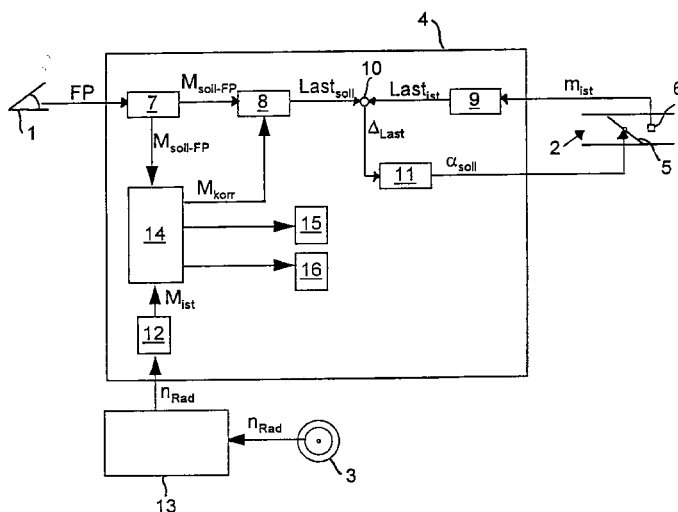 4
10
6
FP
7
M_soll-FP
8
Last_soll
Last_ist
9
m_ist
1
2
5
M_soll-FP
Δ_Last
11
α_soll
M_korr
14
15
16
M_ist
12
n_Rad
n_Rad
13
3